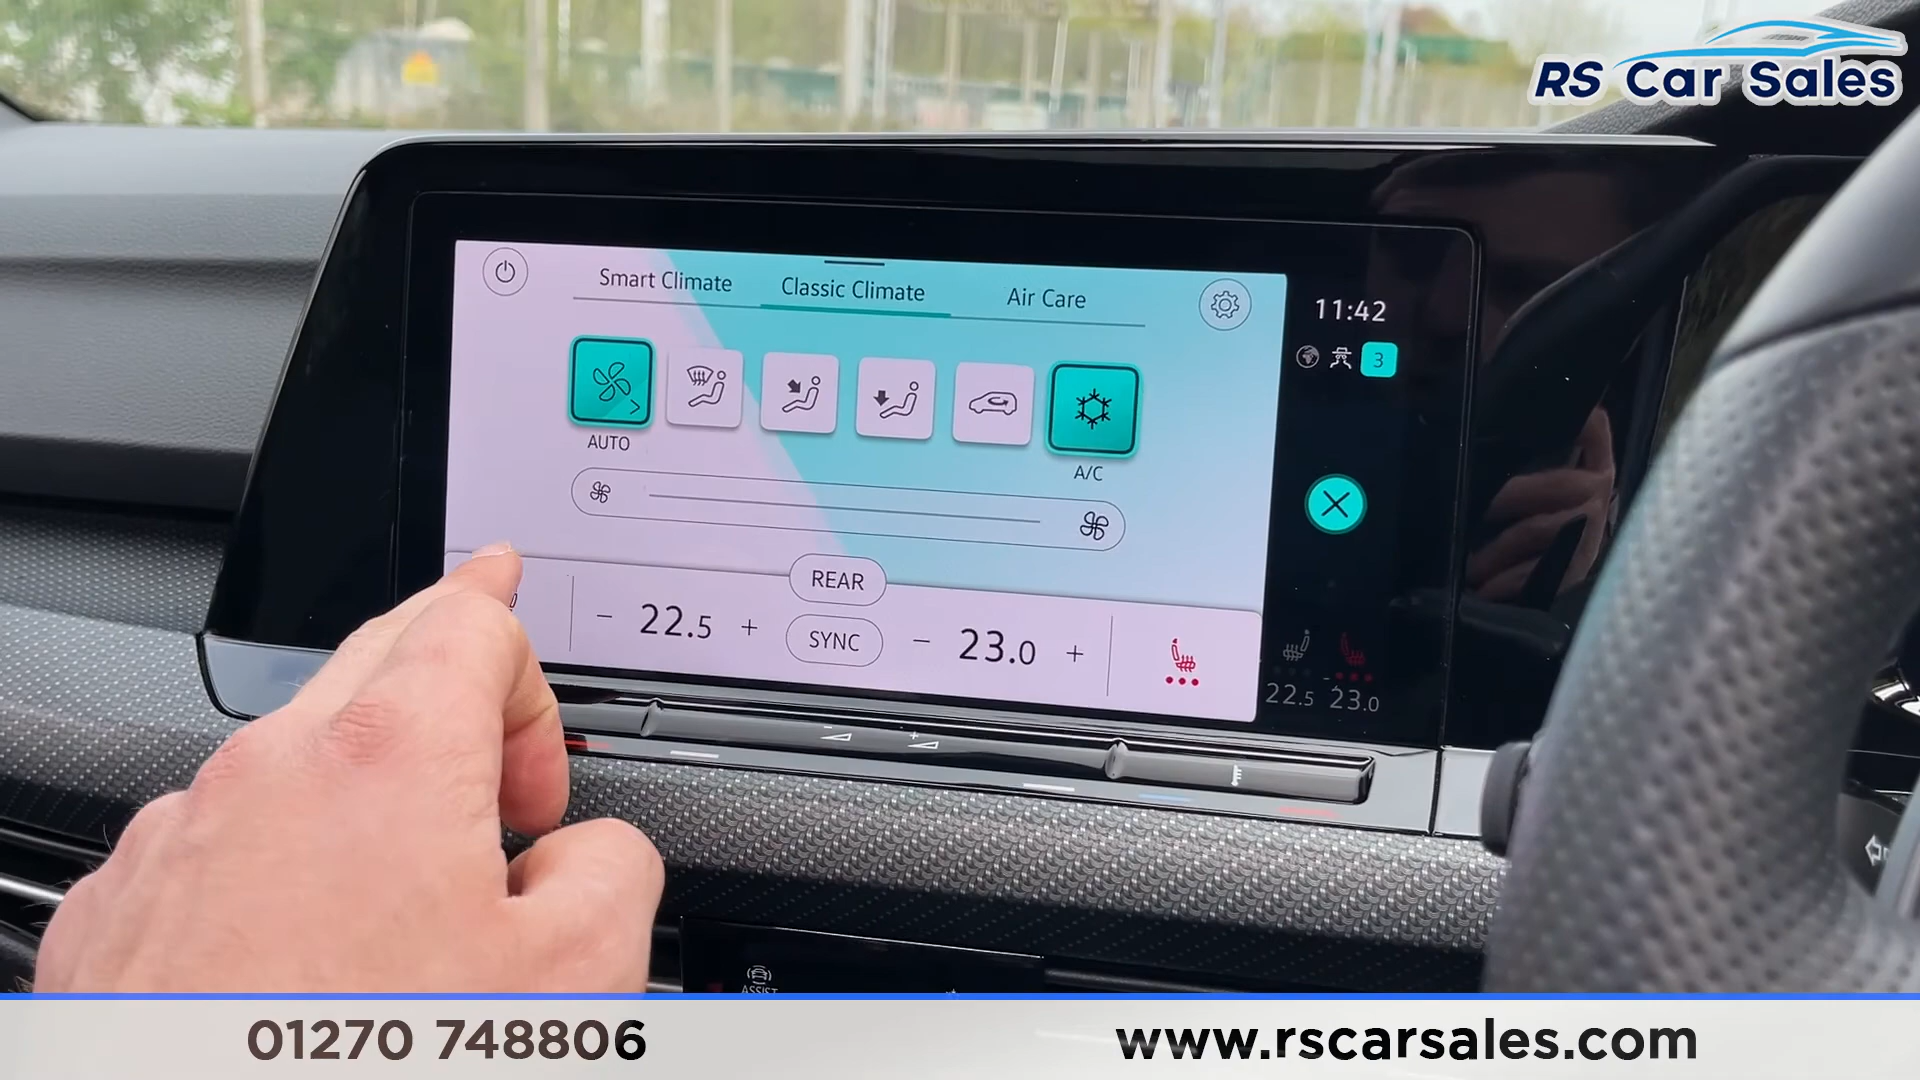 RS Car Sales
Smart Climate
Classic Climate
Air Care
11:42
3
AUTO
A/C
REAR
- 22.5 +
SYNC
- 23.0 +
22.5
23.0
ASSIST
01270 748806
www.rscarsales.com